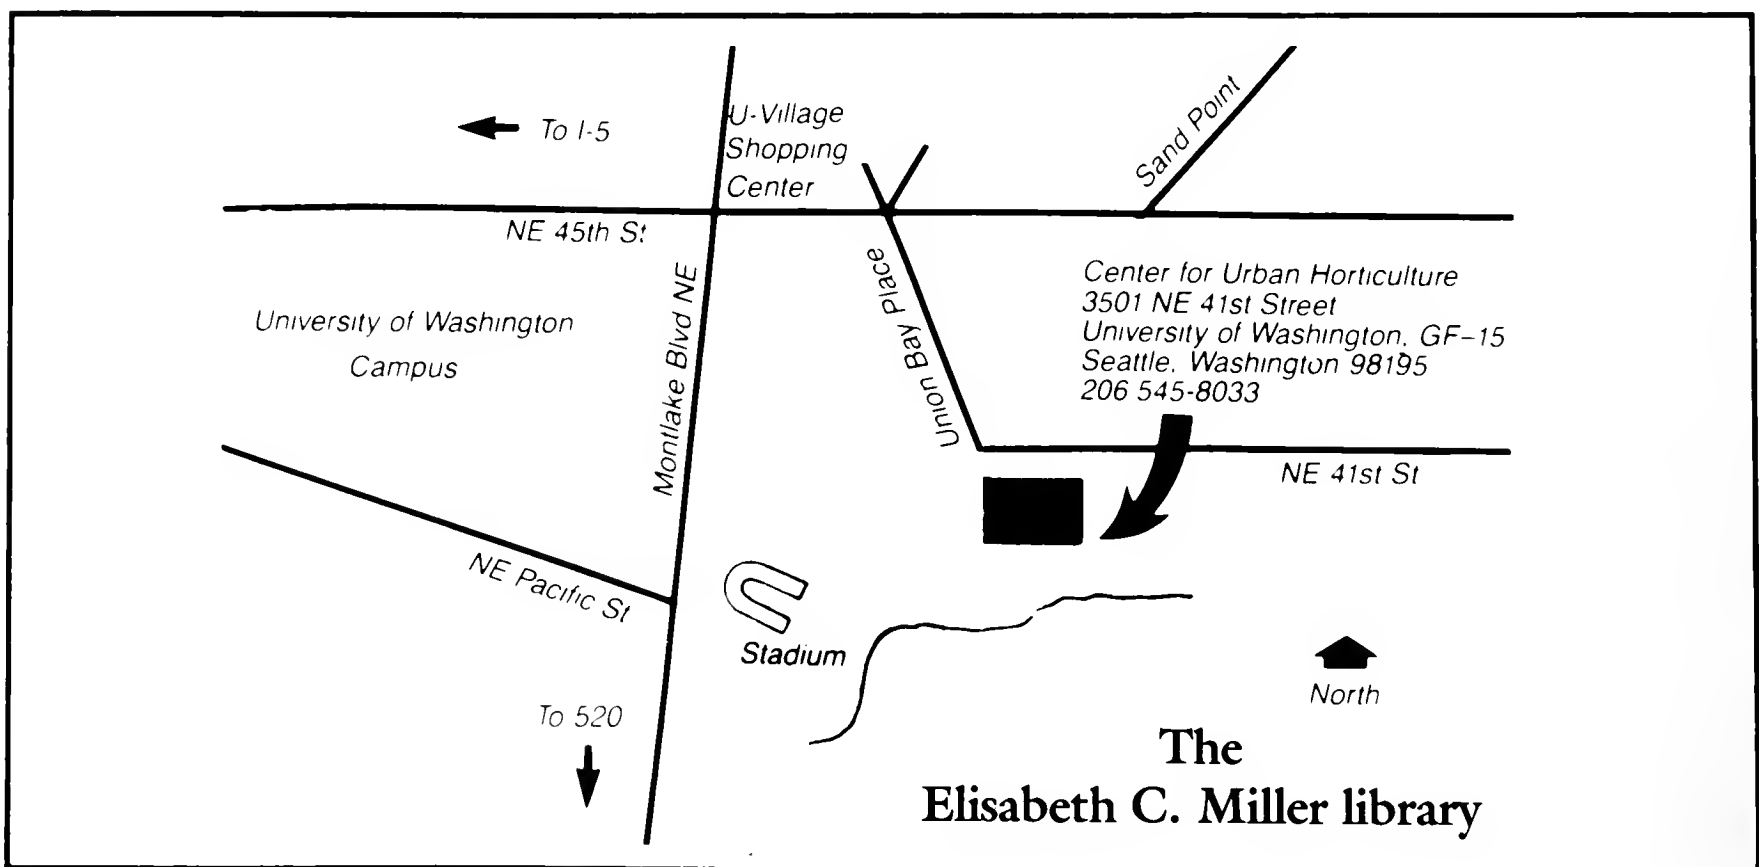 To I-5
U-Village
Shopping
Center
Sand Point
NE 45th St
University of Washington
Campus
Montlake Blvd NE
Union Bay Place
Center for Urban Horticulture
3501 NE 41st Street
University of Washington, GF-15
Seattle, Washington 98195
206 545-8033
NE 41st St
NE Pacific St
Stadium
To 520
North
The
Elisabeth C. Miller library